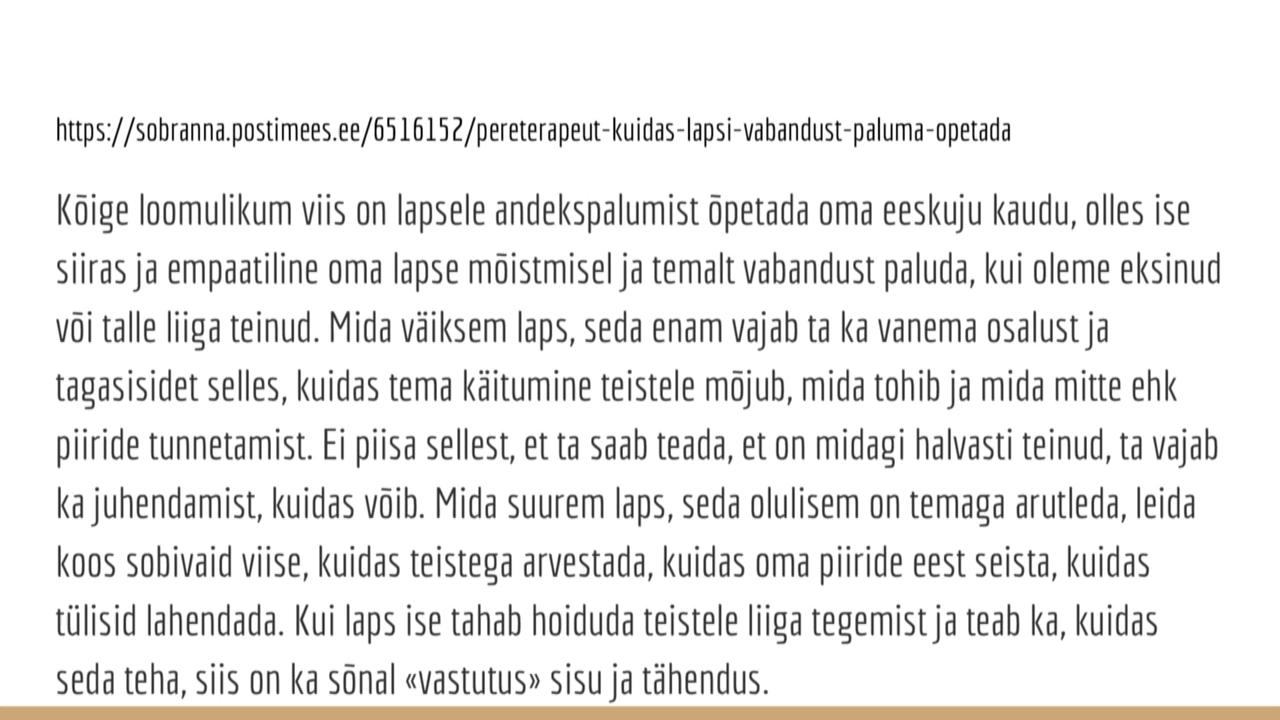 https://sobranna.postimees.ee/6516152/pereterapeut-kuidas-lapsi-vabandust-paluma-opetada
Kõige loomulikum viis on lapsele andekspalumist õpetada oma eeskuju kaudu, olles ise
siiras ja empaatiline oma lapse mõistmisel ja temalt vabandust paluda, kui oleme eksinud
või talle liiga teinud. Mida väiksem laps, seda enam vajab ta ka vanema osalust ja
tagasisidet selles, kuidas tema käitumine teistele mõjub, mida tohib ja mida mitte ehk
piiride tunnetamist. Ei piisa sellest, et ta saab teada, et on midagi halvasti teinud, ta vajab
ka juhendamist, kuidas võib. Mida suurem laps, seda olulisem on temaga arutleda, leida
koos sobivaid viise, kuidas teistega arvestada, kuidas oma piiride eest seista, kuidas
tülisid lahendada. Kui laps ise tahab hoiduda teistele liiga tegemist ja teab ka, kuidas
seda teha, siis on ka sõnal «vastutus» sisu ja tähendus.